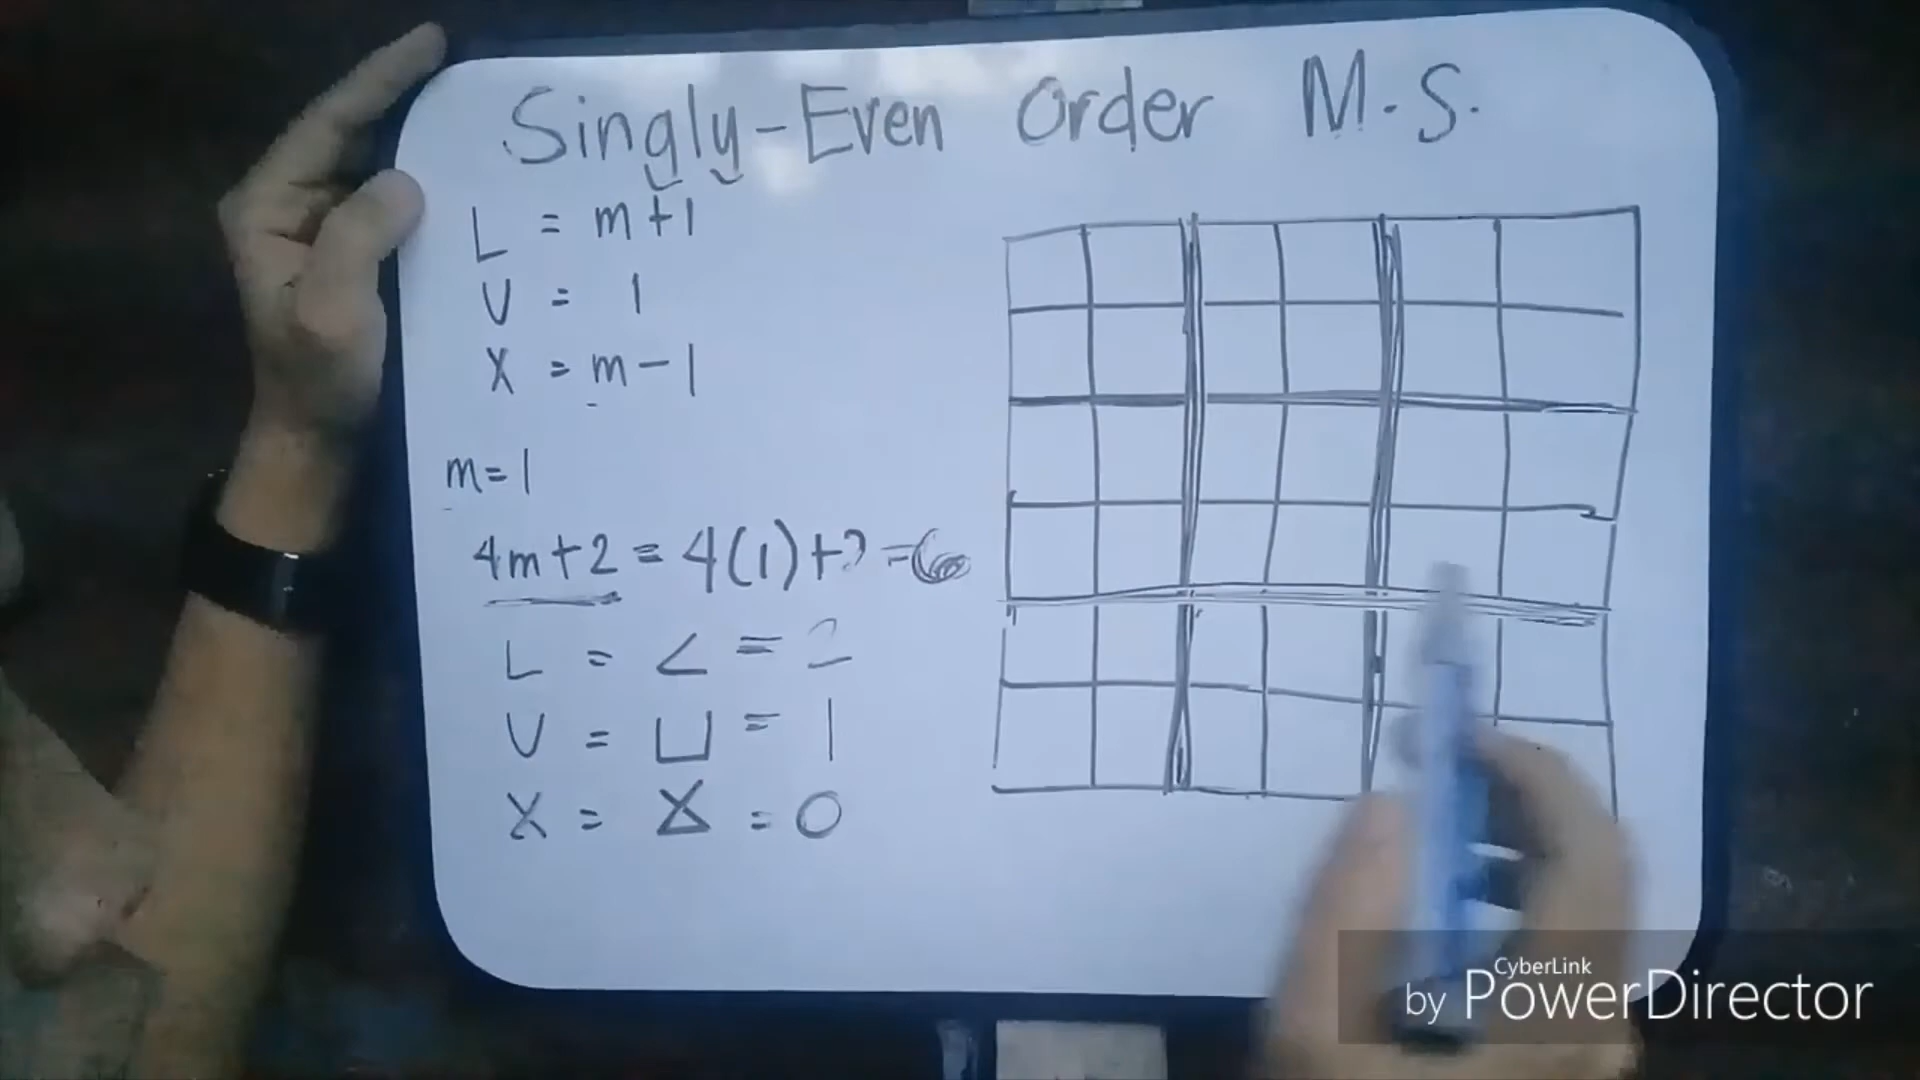 Singly-Even Order M.S.
L = m+1
U = 1
X = m-1
m=1
4m+2 = 4(1)+2 =6
L = ∠ = 2
U = ⊔ = 1
X = = 0
CyberLink
by PowerDirector